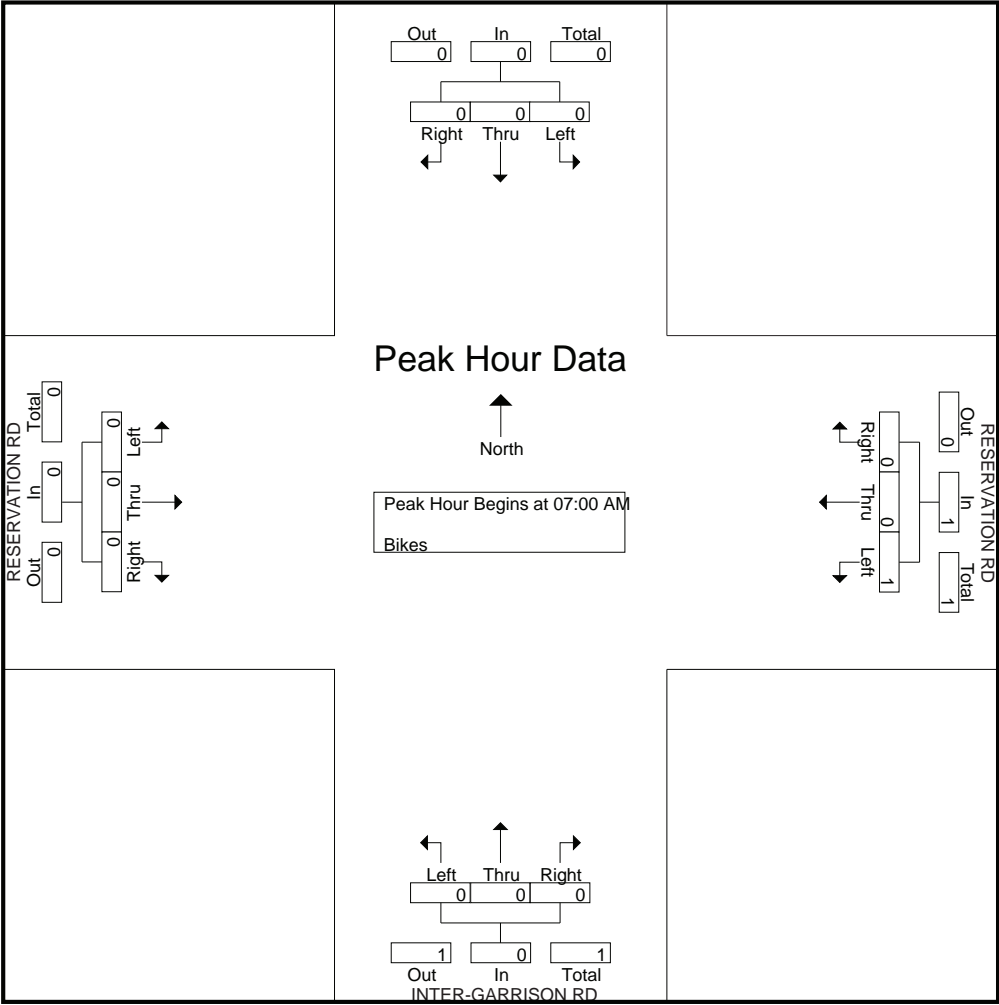 Out In Total
0 0 0
0 0 0
Right Thru Left
Peak Hour Data
North
Peak Hour Begins at 07:00 AM
Bikes
RESERVATION RD
Total In Out
0 0 0
0 0 0
Left Thru Right
Right Thru Left
0 0 1
Out In Total
0 1 1
RESERVATION RD
Left Thru Right
0 0 0
1 0 1
Out In Total
INTER-GARRISON RD